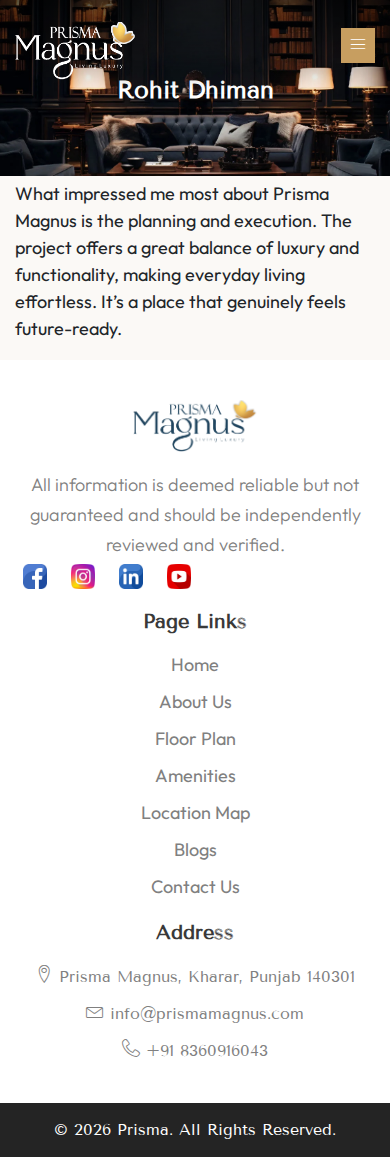 PRISMA
Magnus
Living Luxury
Rohit Dhiman
What impressed me most about Prisma
Magnus is the planning and execution. The
project offers a great balance of luxury and
functionality, making everyday living
effortless. It's a place that genuinely feels
future-ready.
PRISMA
Magnus
Living Luxury
All information is deemed reliable but not
guaranteed and should be independently
reviewed and verified.
Page Links
Home
About Us
Floor Plan
Amenities
Location Map
Blogs
Contact Us
Address
Prisma Magnus, Kharar, Punjab 140301
info@prismamagnus.com
+91 8360916043
© 2026 Prisma. All Rights Reserved.